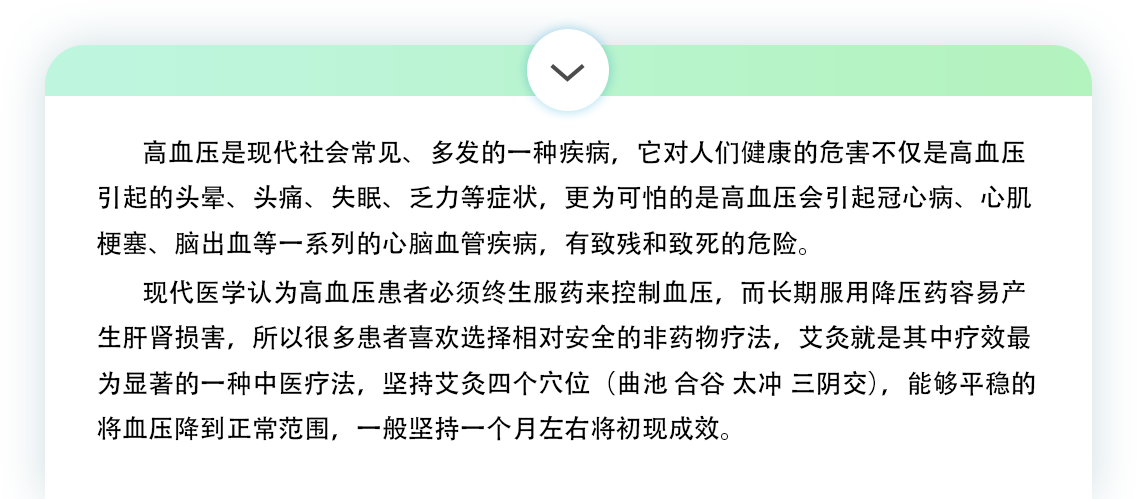 高血压是现代社会常见、多发的一种疾病，它对人们健康的危害不仅是高血压
引起的头晕、头痛、失眠、乏力等症状，更为可怕的是高血压会引起冠心病、心肌
梗塞、脑出血等一系列的心脑血管疾病，有致残和致死的危险。
现代医学认为高血压患者必须终生服药来控制血压，而长期服用降压药容易产
生肝肾损害，所以很多患者喜欢选择相对安全的非药物疗法，艾灸就是其中疗效最
为显著的一种中医疗法，坚持艾灸四个穴位（曲池 合谷 太冲 三阴交），能够平稳的
将血压降到正常范围，一般坚持一个月左右将初现成效。